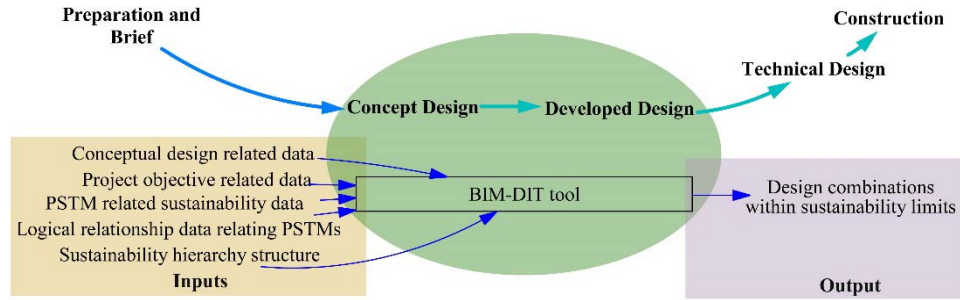 Preparation and
Brief
Construction
Technical Design
Concept Design
Developed Design
Conceptual design related data
Project objective related data
PSTM related sustainability data
Logical relationship data relating PSTMs
Sustainability hierarchy structure
Inputs
BIM-DIT tool
Design combinations
within sustainability limits
Output